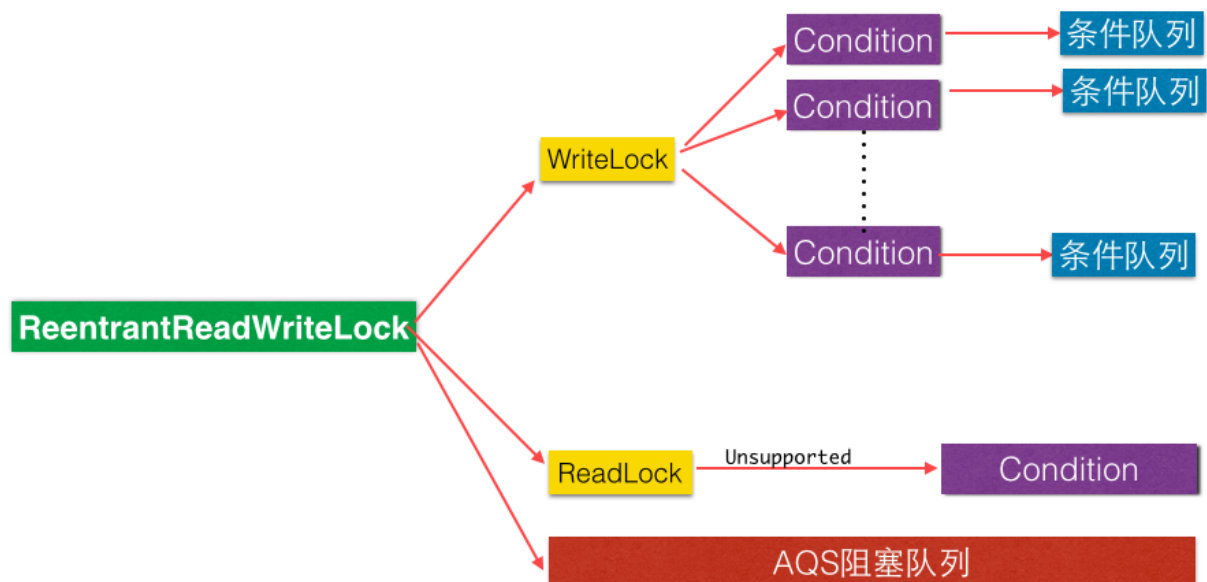 Condition
条件队列
Condition
条件队列
WriteLock
Condition
条件队列
ReentrantReadWriteLock
ReadLock
Unsupported
Condition
AQS阻塞队列